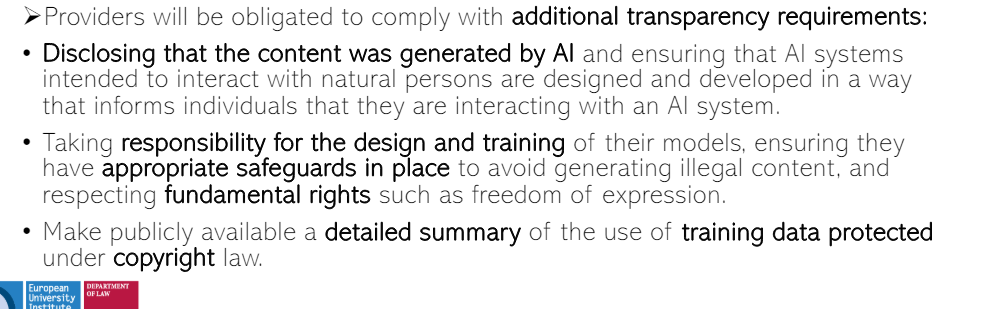 ➢Providers will be obligated to comply with additional transparency requirements:
• Disclosing that the content was generated by AI and ensuring that AI systems
intended to interact with natural persons are designed and developed in a way
that informs individuals that they are interacting with an AI system.
• Taking responsibility for the design and training of their models, ensuring they
have appropriate safeguards in place to avoid generating illegal content, and
respecting fundamental rights such as freedom of expression.
• Make publicly available a detailed summary of the use of training data protected
under copyright law.
European
University
Institute
DEPARTMENT
OF LAW